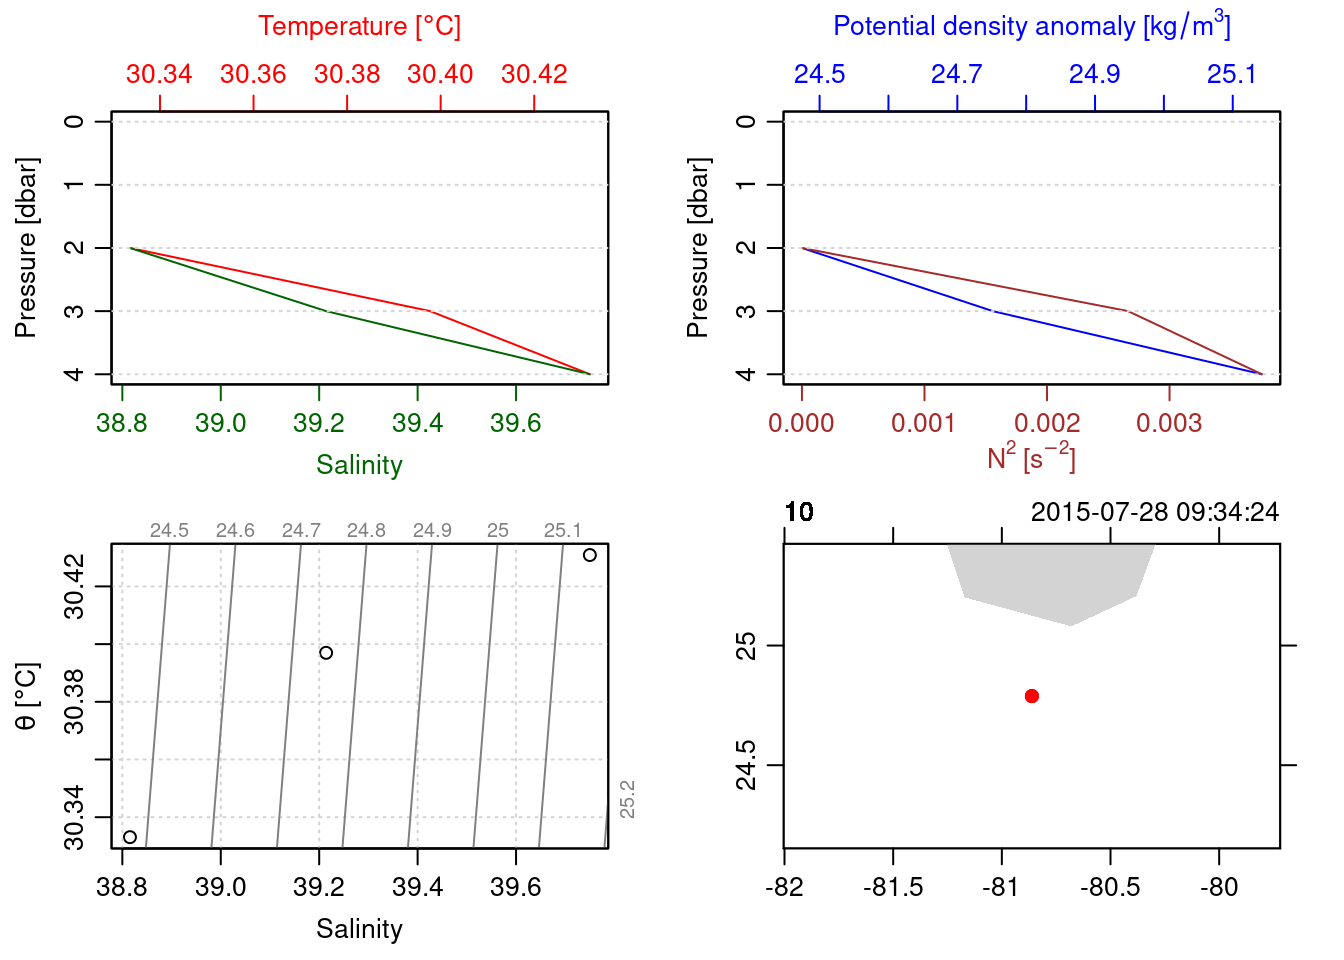 Temperature [°C]
30.34 30.36 30.38 30.40 30.42
0
1
2
3
4
Pressure [dbar]
38.8 39.0 39.2 39.4 39.6
Salinity
Potential density anomaly [kg/m³]
24.5 24.7 24.9 25.1
0
1
2
3
4
Pressure [dbar]
0.000 0.001 0.002 0.003
N² [s⁻²]
24.5 24.6 24.7 24.8 24.9 25 25.1
25.2
30.42
30.38
30.34
θ [°C]
38.8 39.0 39.2 39.4 39.6
Salinity
10 2015-07-28 09:34:24
25
24.5
-82 -81.5 -81 -80.5 -80